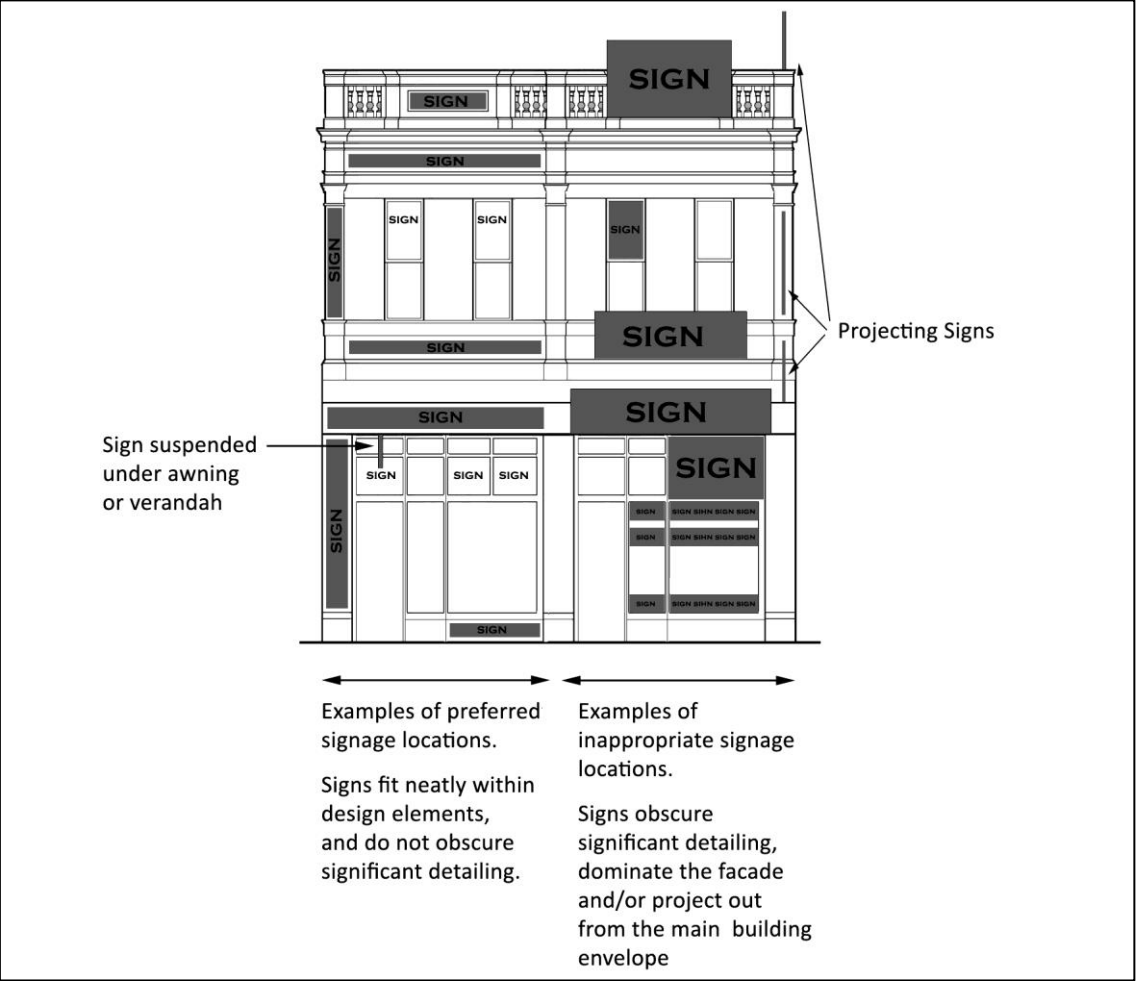 SIGN
SIGN
SIGN
SIGN
SIGN
SIGN
SIGN
SIGN
SIGN
Projecting Signs
SIGN
SIGN
SIGN
Sign suspended
under awning
or verandah
SIGN
SIGN
SIGN
SIGN
SIGN
SIGN SIHN SIGN SIGN
SIGN
SIGN
SIGN SIHN SIGN SIGN
SIGN
SIGN SIHN SIGN SIGN
SIGN
Examples of preferred
signage locations.
Signs fit neatly within
design elements,
and do not obscure
significant detailing.
Examples of
inappropriate signage
locations.
Signs obscure
significant detailing,
dominate the facade
and/or project out
from the main building
envelope